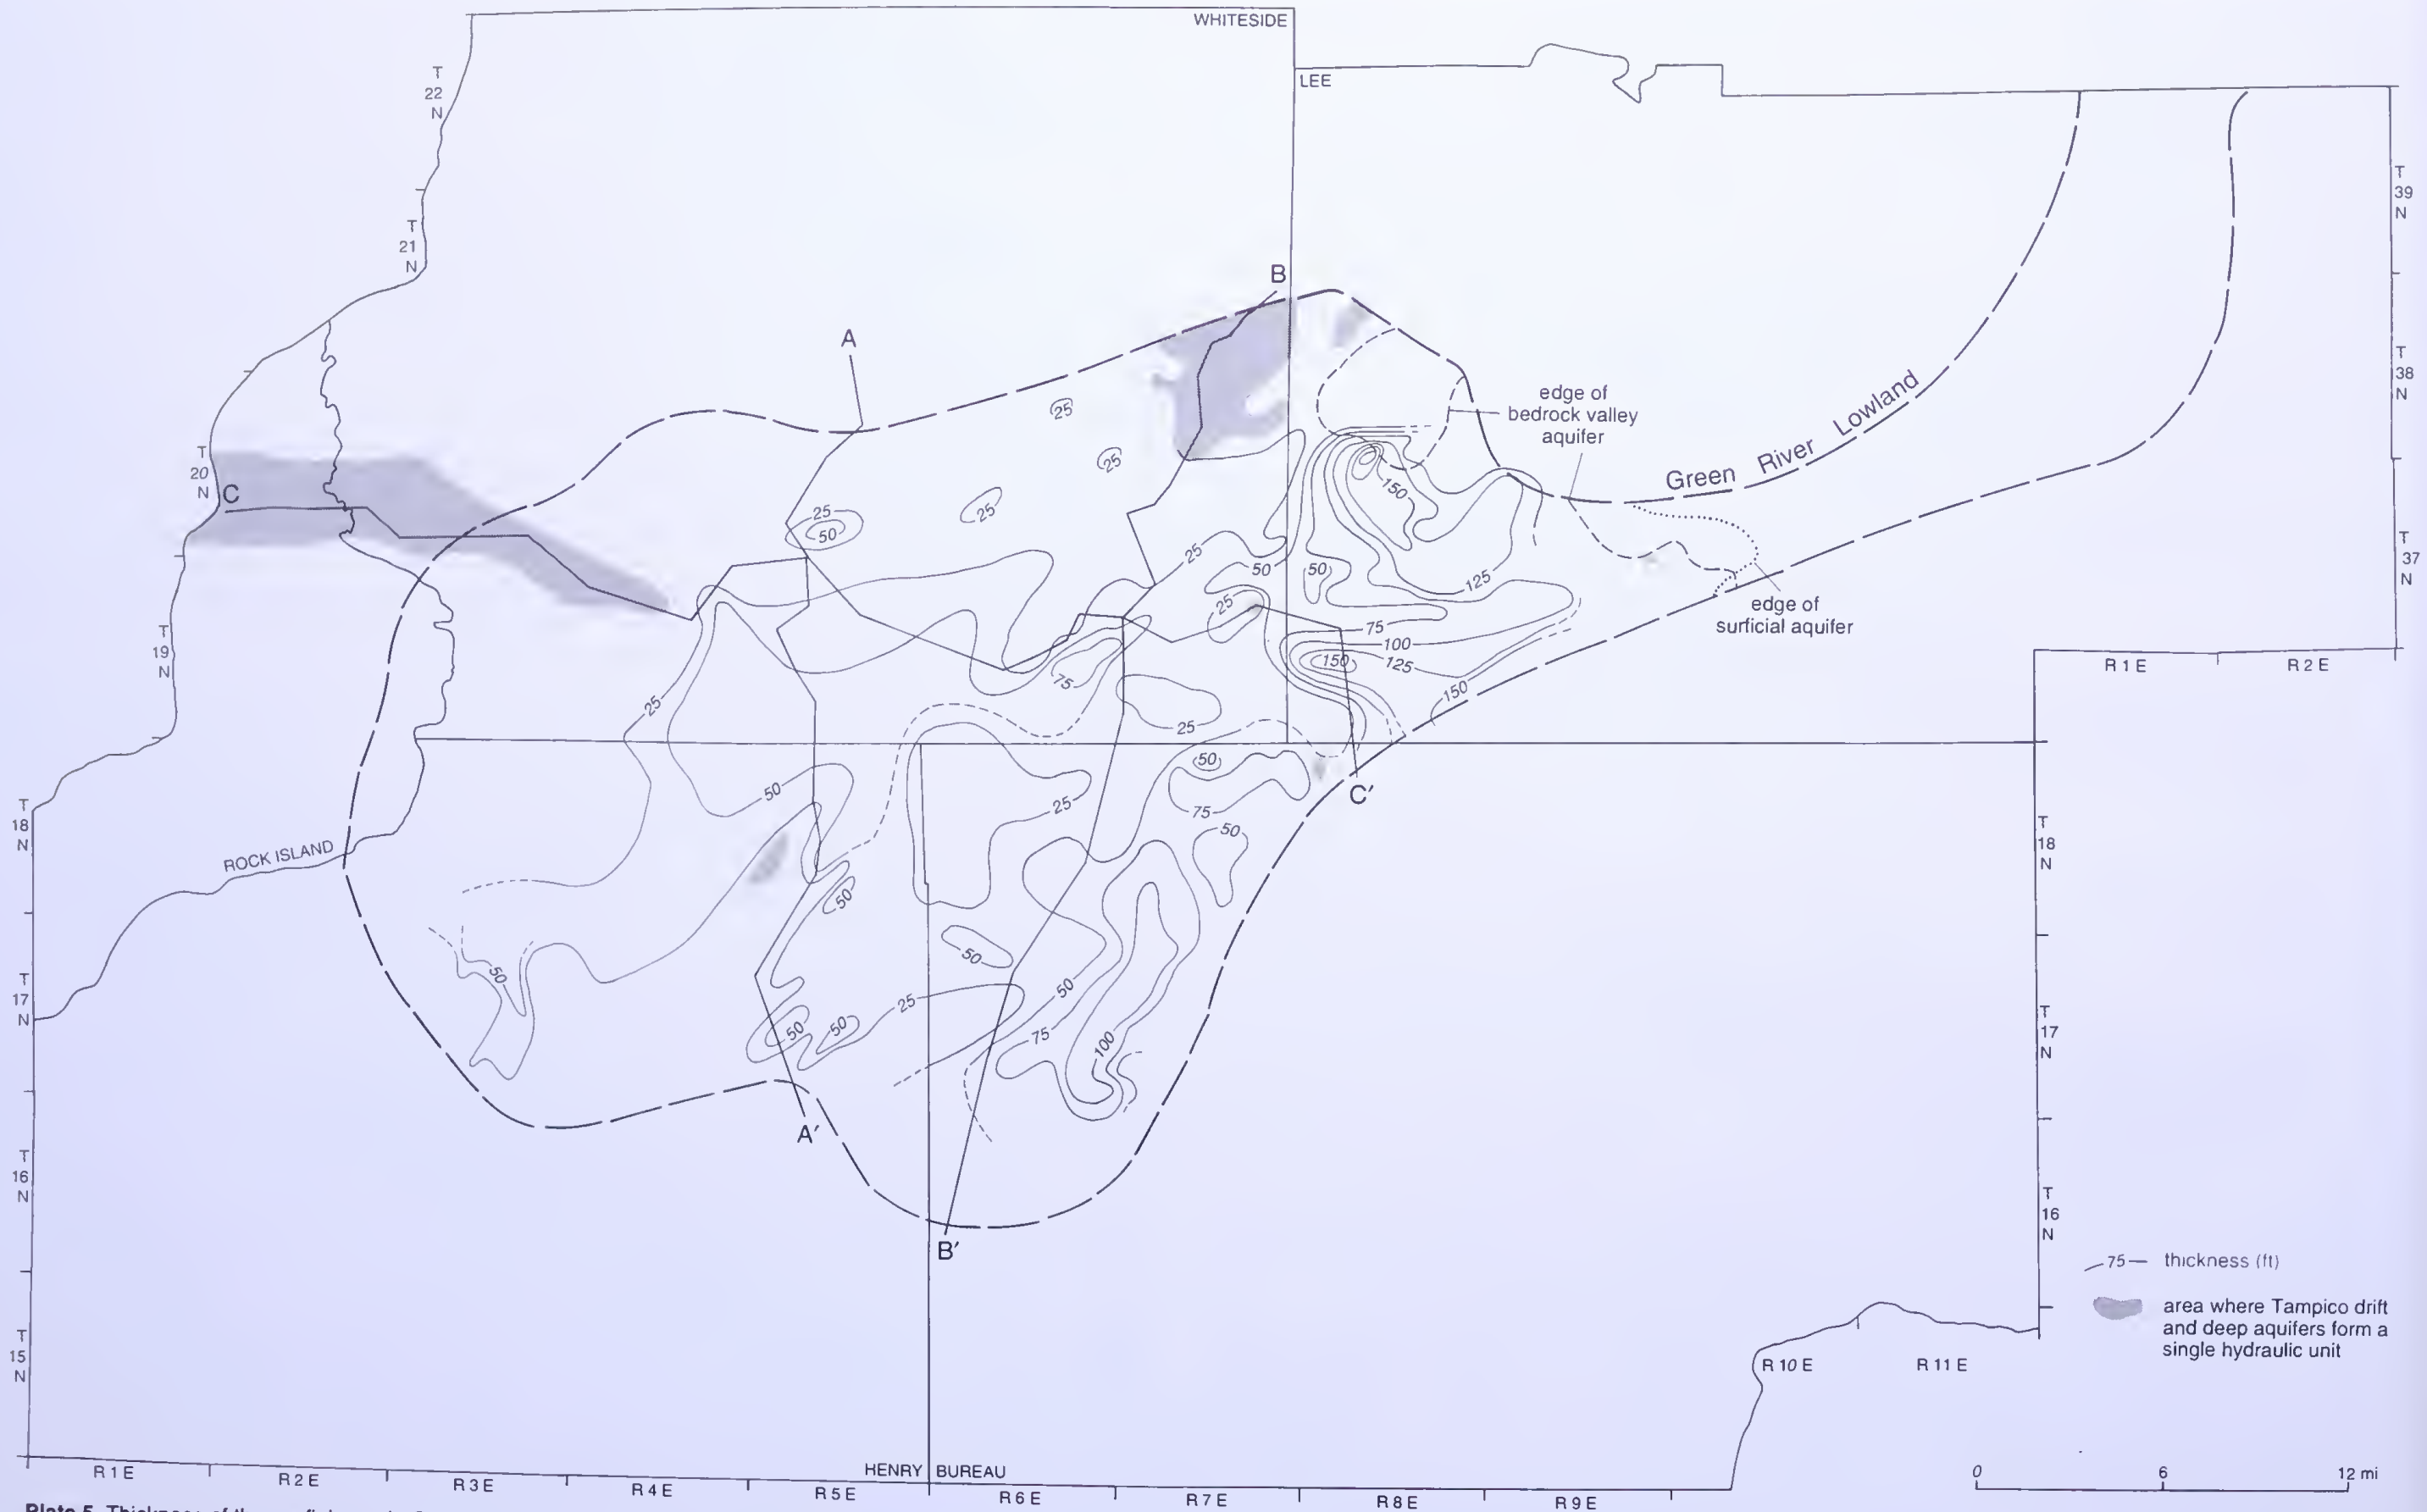 WHITESIDE
LEE
T
22
N
T
21
N
T
20
N
T
19
N
T
18
N
T
17
N
T
16
N
T
15
N
T
39
N
T
38
N
T
37
N
T
18
N
T
17
N
T
16
N
A
B
C
A′
B′
C′
edge of
bedrock valley
aquifer
Green River Lowland
edge of
surficial aquifer
ROCK ISLAND
25
25
25
25
50
25
50
50
150
125
25
75
100
150
125
150
75
25
25
50
75
50
50
25
50
50
50
50
50
25
50
75
100
50
R 1 E
R 2 E
R 10 E
R 11 E
75 thickness (ft)
area where Tampico drift
and deep aquifers form a
single hydraulic unit
0 6 12 mi
HENRY BUREAU
R 1 E
R 2 E
R 3 E
R 4 E
R 5 E
R 6 E
R 7 E
R 8 E
R 9 E